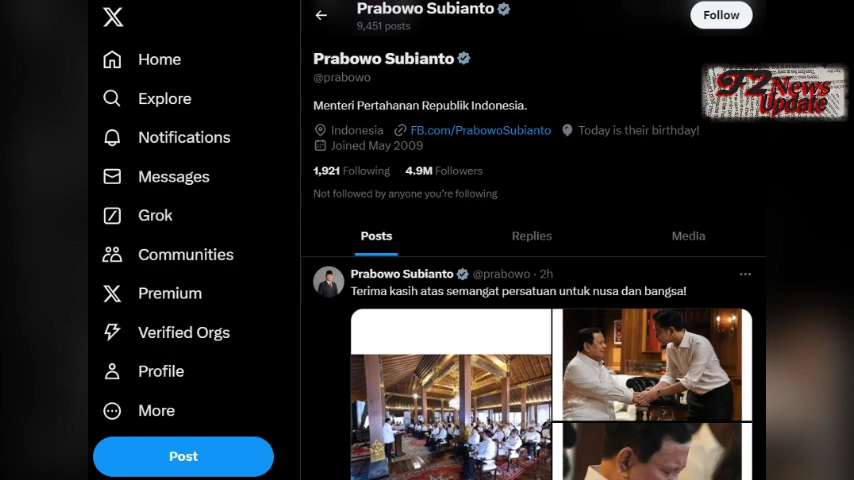 Home
Explore
Notifications
Messages
Grok
Communities
Premium
Verified Orgs
Profile
More
Post
Prabowo Subianto
9,451 posts
Follow
Prabowo Subianto
@prabowo
Menteri Pertahanan Republik Indonesia.
Indonesia FB.com/PrabowoSubianto Today is their birthday!
Joined May 2009
1,921 Following 4.9M Followers
Not followed by anyone you're following
Posts Replies Media
Prabowo Subianto @prabowo · 2h
Terima kasih atas semangat persatuan untuk nusa dan bangsa!
F2 News
Update